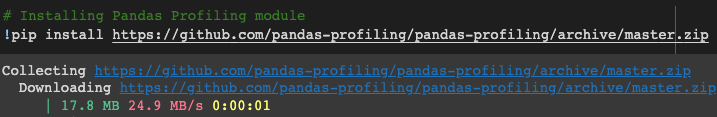 # Installing Pandas Profiling module
!pip install https://github.com/pandas-profiling/pandas-profiling/archive/master.zip
Collecting https://github.com/pandas-profiling/pandas-profiling/archive/master.zip
Downloading https://github.com/pandas-profiling/pandas-profiling/archive/master.zip
| 17.8 MB 24.9 MB/s 0:00:01